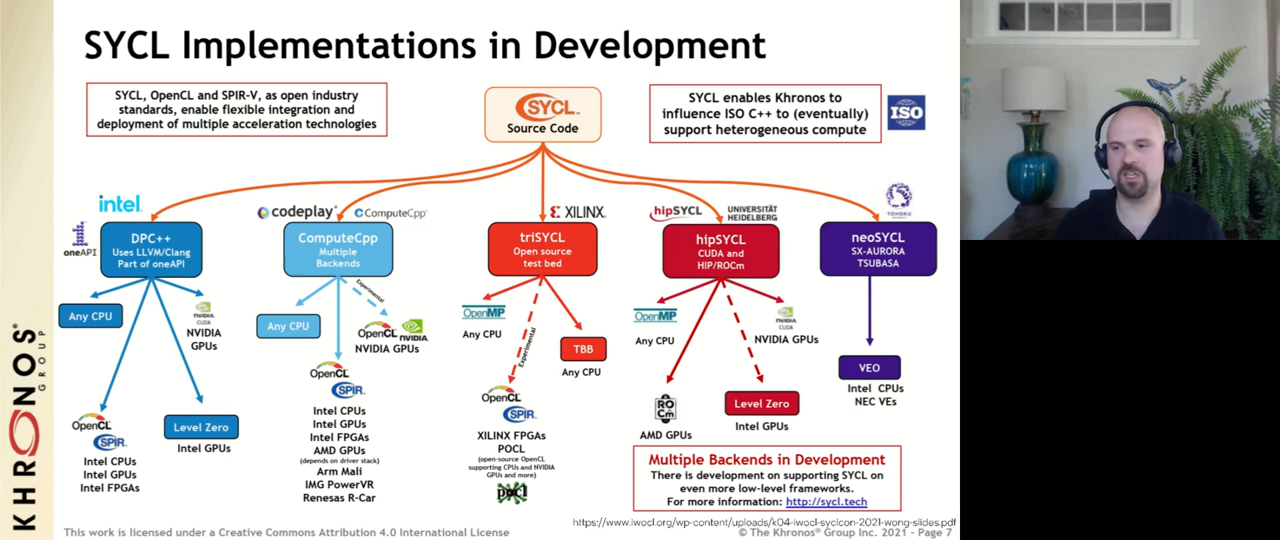 SYCL Implementations in Development
SYCL, OpenCL and SPIR-V, as open industry
standards, enable flexible integration and
deployment of multiple acceleration technologies
SYCL
Source Code
SYCL enables Khronos to
influence ISO C++ to (eventually)
support heterogeneous compute
ISO
intel
oneAPI
DPC++
Uses LLVM/Clang
Part of oneAPI
Any CPU
NVIDIA
CUDA
NVIDIA
GPUs
OpenCL
SPIR
Intel CPUs
Intel GPUs
Intel FPGAs
Level Zero
Intel GPUs
codeplay
ComputeCpp
ComputeCpp
Multiple
Backends
Any CPU
Experimental
OpenCL
NVIDIA
NVIDIA GPUs
OpenCL
SPIR
Intel CPUs
Intel GPUs
Intel FPGAs
AMD GPUs
(depends on driver stack)
Arm Mali
IMG PowerVR
Renesas R-Car
XILINX
triSYCL
Open source
test bed
OpenMP
Any CPU
Experimental
TBB
Any CPU
OpenCL
SPIR
XILINX FPGAs
POCL
(open-source OpenCL
supporting CPUs and NVIDIA
GPUs and more)
pocl
hipSYCL
UNIVERSITÄT
HEIDELBERG
hipSYCL
CUDA and
HIP/ROCm
OpenMP
Any CPU
NVIDIA
CUDA
NVIDIA GPUs
ROCm
AMD GPUs
Level Zero
Intel GPUs
TOHOKU
neoSYCL
SX-AURORA
TSUBASA
VEO
Intel CPUs
NEC VEs
Multiple Backends in Development
There is development on supporting SYCL on
even more low-level frameworks.
For more information: http://sycl.tech
KHRONOS®
GROUP
https://www.iwocl.org/wp-content/uploads/k04-iwocl-syclcon-2021-wong-slides.pdf
This work is licensed under a Creative Commons Attribution 4.0 International License
© The Khronos® Group Inc. 2021 - Page 7